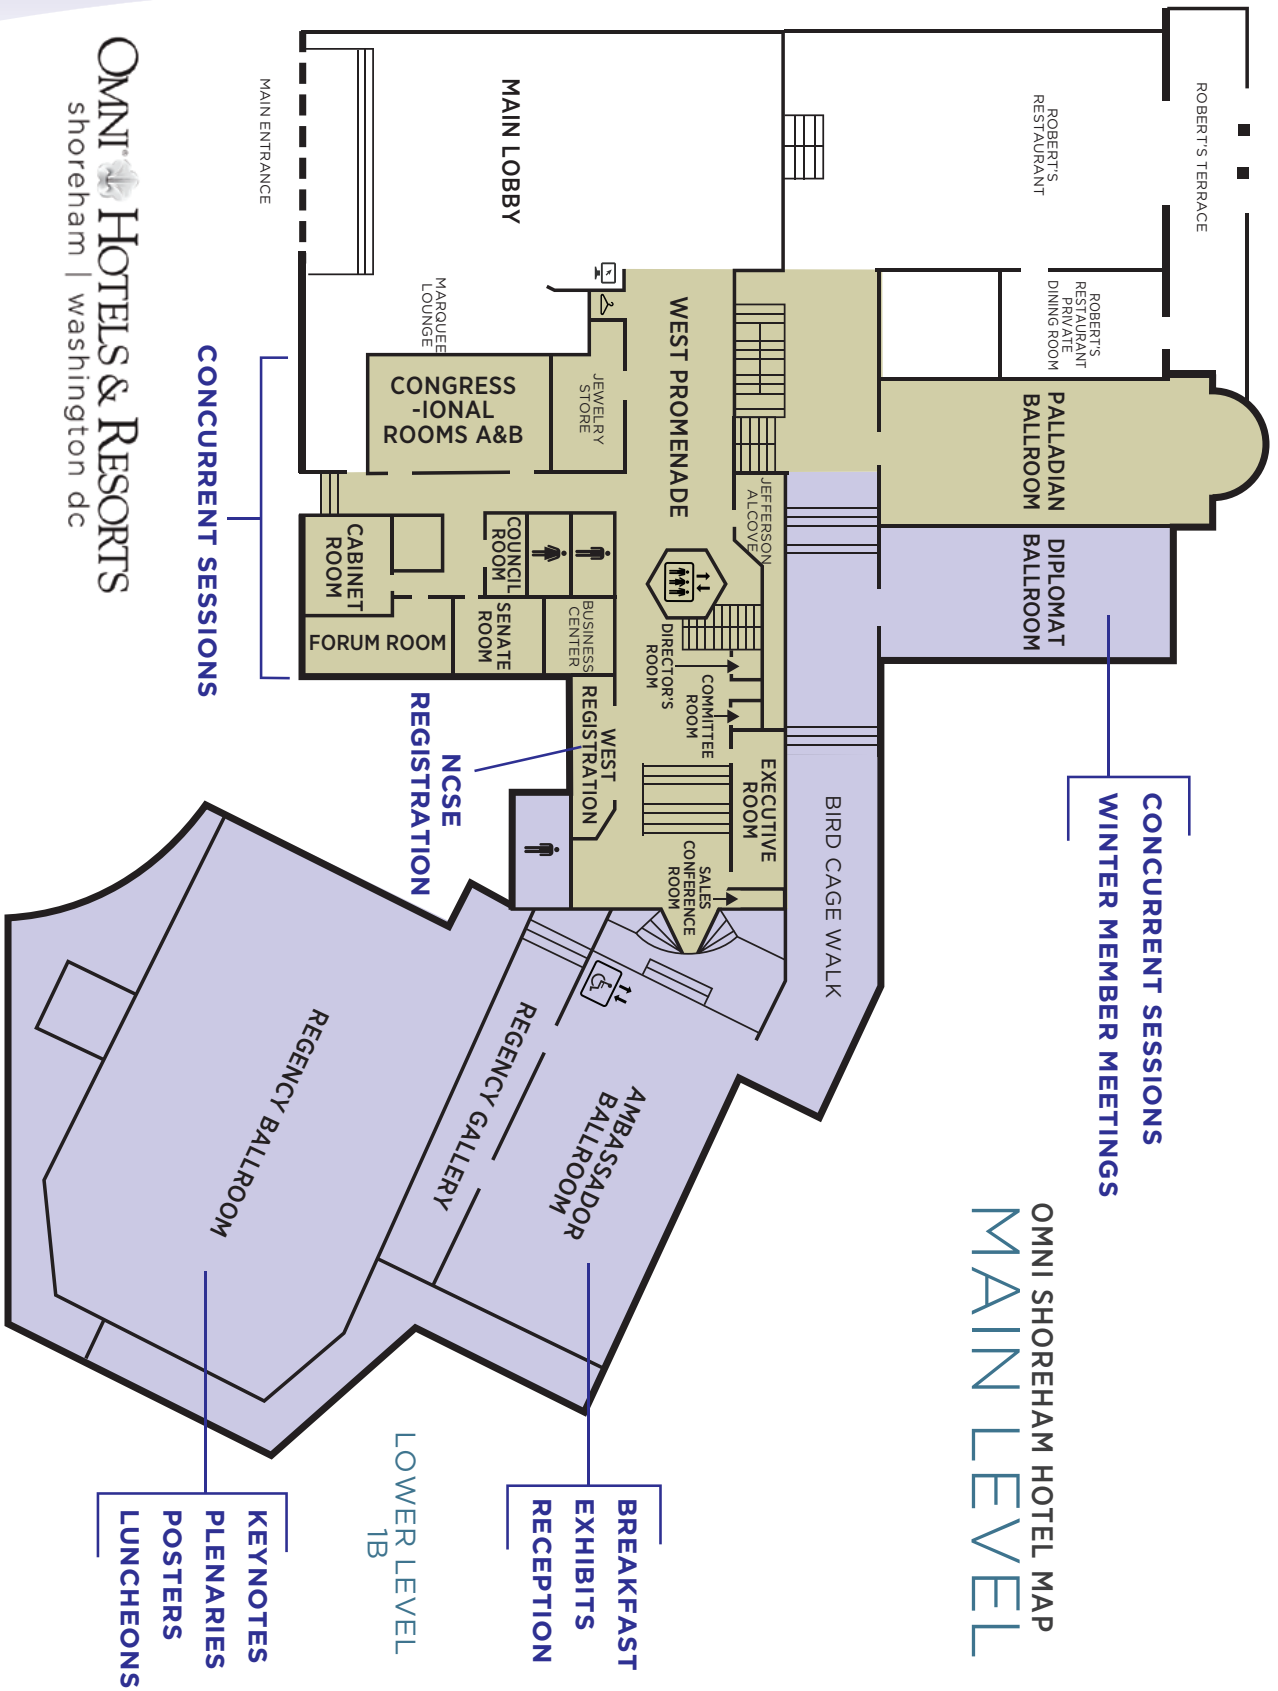 OMNI SHOREHAM HOTEL MAP
MAIN LEVEL
OMNI HOTELS & RESORTS
shoreham | washington dc
ROBERT'S TERRACE
ROBERT'S
RESTAURANT
ROBERT'S
RESTAURANT
PRIVATE
DINING ROOM
MAIN LOBBY
MAIN ENTRANCE
MARQUEE
LOUNGE
CONGRESS
-IONAL
ROOMS A&B
JEWELRY
STORE
WEST PROMENADE
PALLADIAN
BALLROOM
DIPLOMAT
BALLROOM
JEFFERSON
ALCOVE
CABINET
ROOM
COUNCIL
ROOM
FORUM ROOM
SENATE
ROOM
BUSINESS
CENTER
DIRECTOR'S
ROOM
COMMITTEE
ROOM
EXECUTIVE
ROOM
WEST
REGISTRATION
SALES
CONFERENCE
ROOM
BIRD CAGE WALK
REGENCY BALLROOM
REGENCY GALLERY
AMBASSADOR
BALLROOM
CONCURRENT SESSIONS
NCSE
REGISTRATION
CONCURRENT SESSIONS
WINTER MEMBER MEETINGS
BREAKFAST
EXHIBITS
RECEPTION
LOWER LEVEL
1B
KEYNOTES
PLENARIES
POSTERS
LUNCHEONS